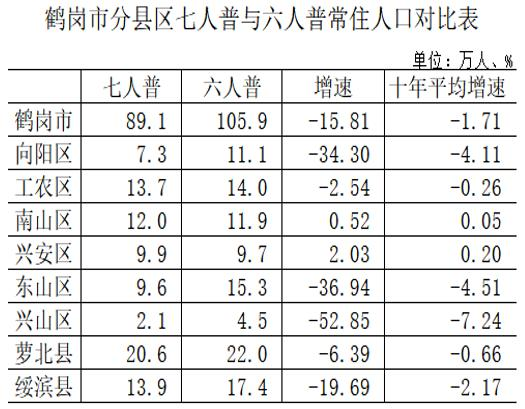 鹤岗市分县区七人普与六人普常住人口对比表
单位：万人、%
七人普 六人普 增速 十年平均增速
鹤岗市 89.1 105.9 -15.81 -1.71
向阳区 7.3 11.1 -34.30 -4.11
工农区 13.7 14.0 -2.54 -0.26
南山区 12.0 11.9 0.52 0.05
兴安区 9.9 9.7 2.03 0.20
东山区 9.6 15.3 -36.94 -4.51
兴山区 2.1 4.5 -52.85 -7.24
萝北县 20.6 22.0 -6.39 -0.66
绥滨县 13.9 17.4 -19.69 -2.17